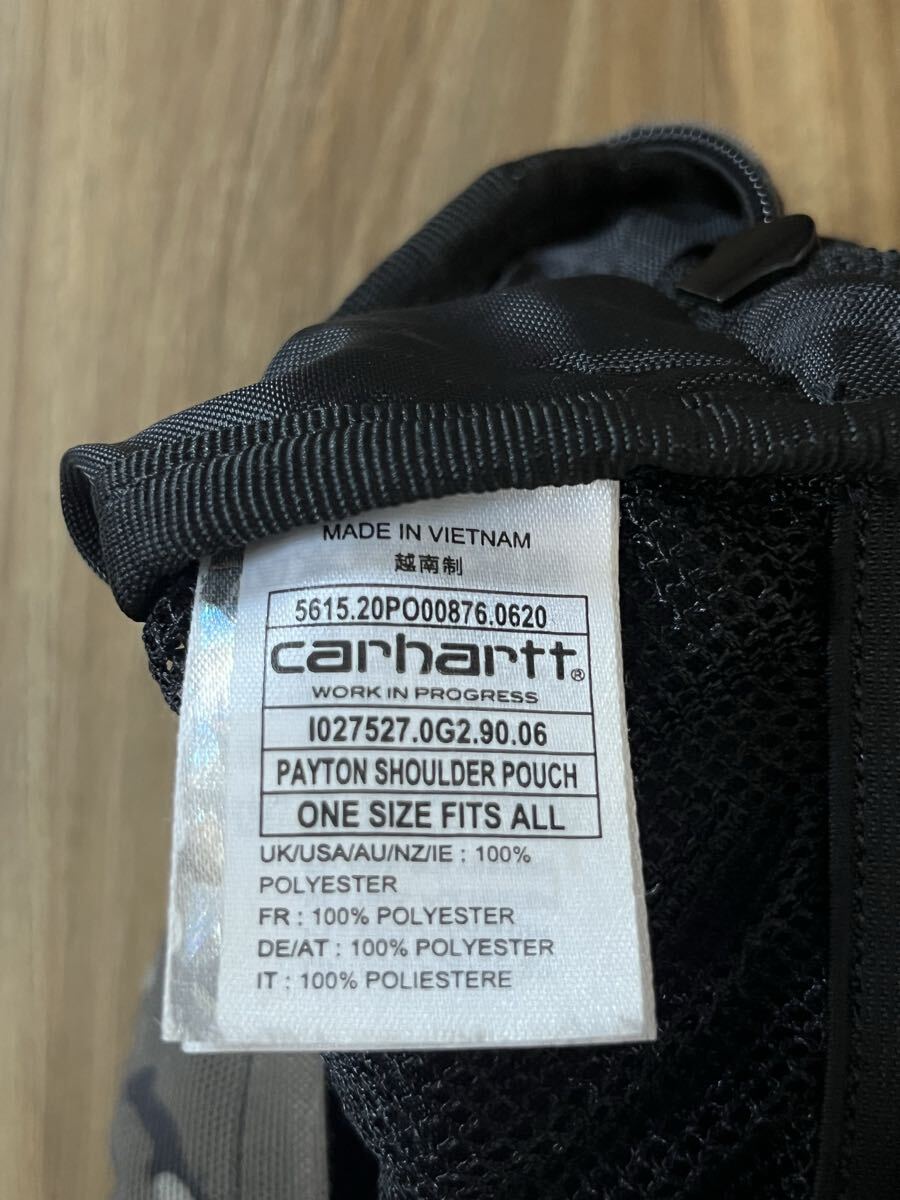 MADE IN VIETNAM
越南制
5615.20PO00876.0620
carhartt®
WORK IN PROGRESS
I027527.0G2.90.06
PAYTON SHOULDER POUCH
ONE SIZE FITS ALL
UK/USA/AU/NZ/IE : 100%
POLYESTER
FR : 100% POLYESTER
DE/AT : 100% POLYESTER
IT : 100% POLIESTERE